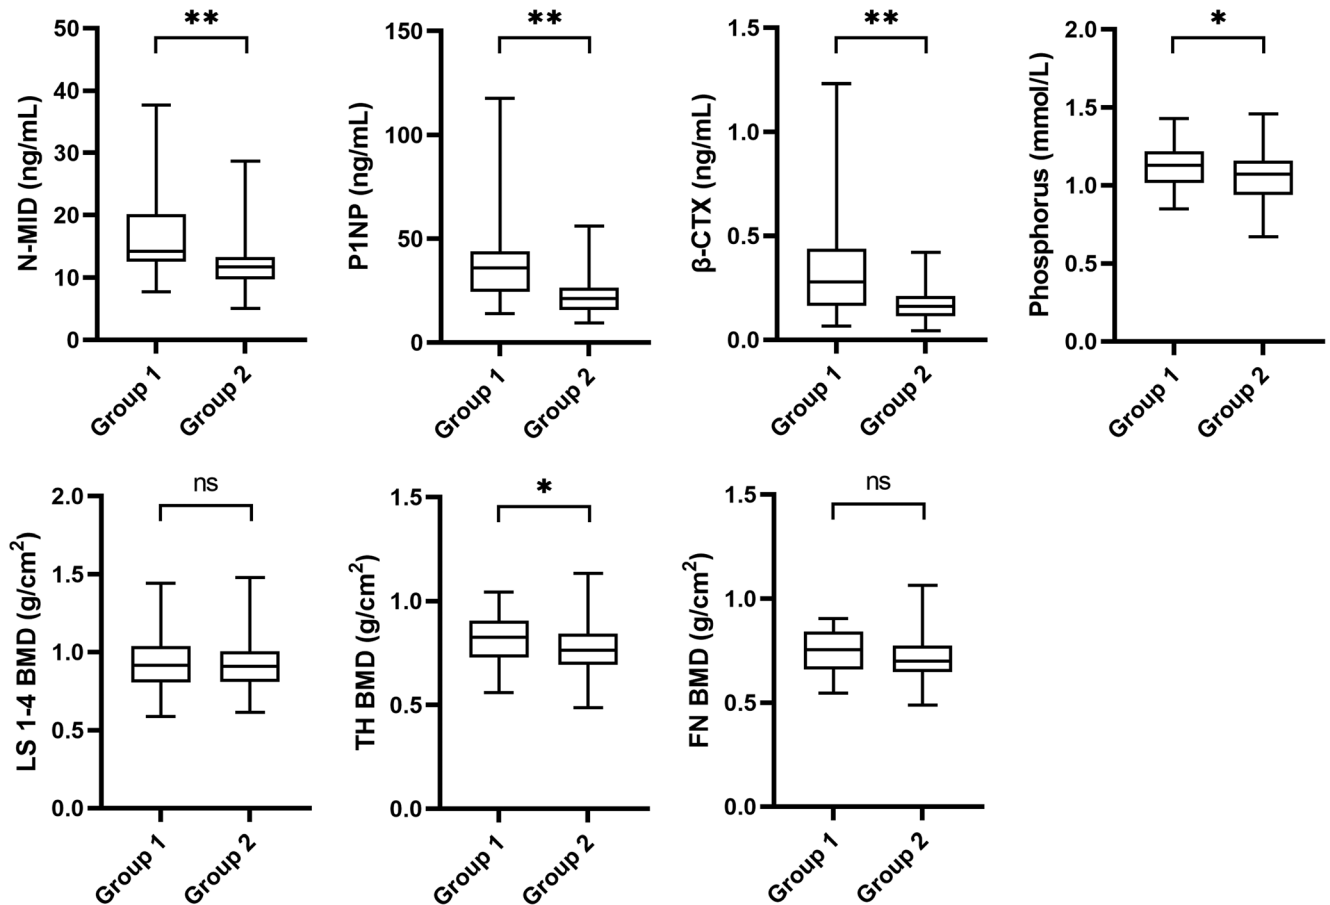 **
N-MID (ng/mL)
50
40
30
20
10
0
Group 1
Group 2
**
P1NP (ng/mL)
150
100
50
0
Group 1
Group 2
**
β-CTX (ng/mL)
1.5
1.0
0.5
0.0
Group 1
Group 2
*
Phosphorus (mmol/L)
2.0
1.5
1.0
0.5
0.0
Group 1
Group 2
ns
LS 1-4 BMD (g/cm²)
2.0
1.5
1.0
0.5
0.0
Group 1
Group 2
*
TH BMD (g/cm²)
1.5
1.0
0.5
0.0
Group 1
Group 2
ns
FN BMD (g/cm²)
1.5
1.0
0.5
0.0
Group 1
Group 2